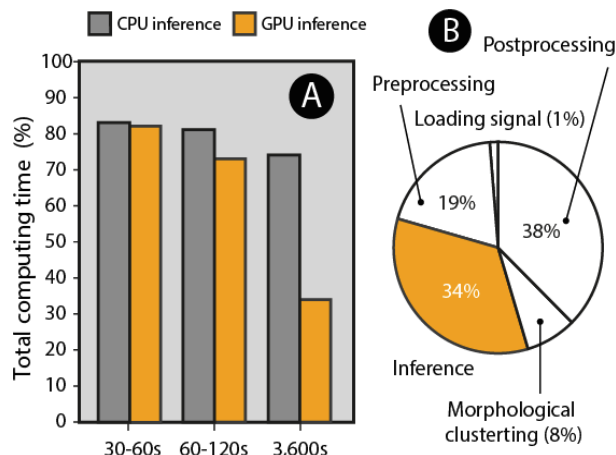 CPU inference GPU inference
A
Total computing time (%)
100
90
80
70
60
50
40
30
20
10
0
30-60s 60-120s 3.600s
B
Postprocessing
Preprocessing
Loading signal (1%)
19%
38%
34%
Inference
Morphological
clusterting (8%)